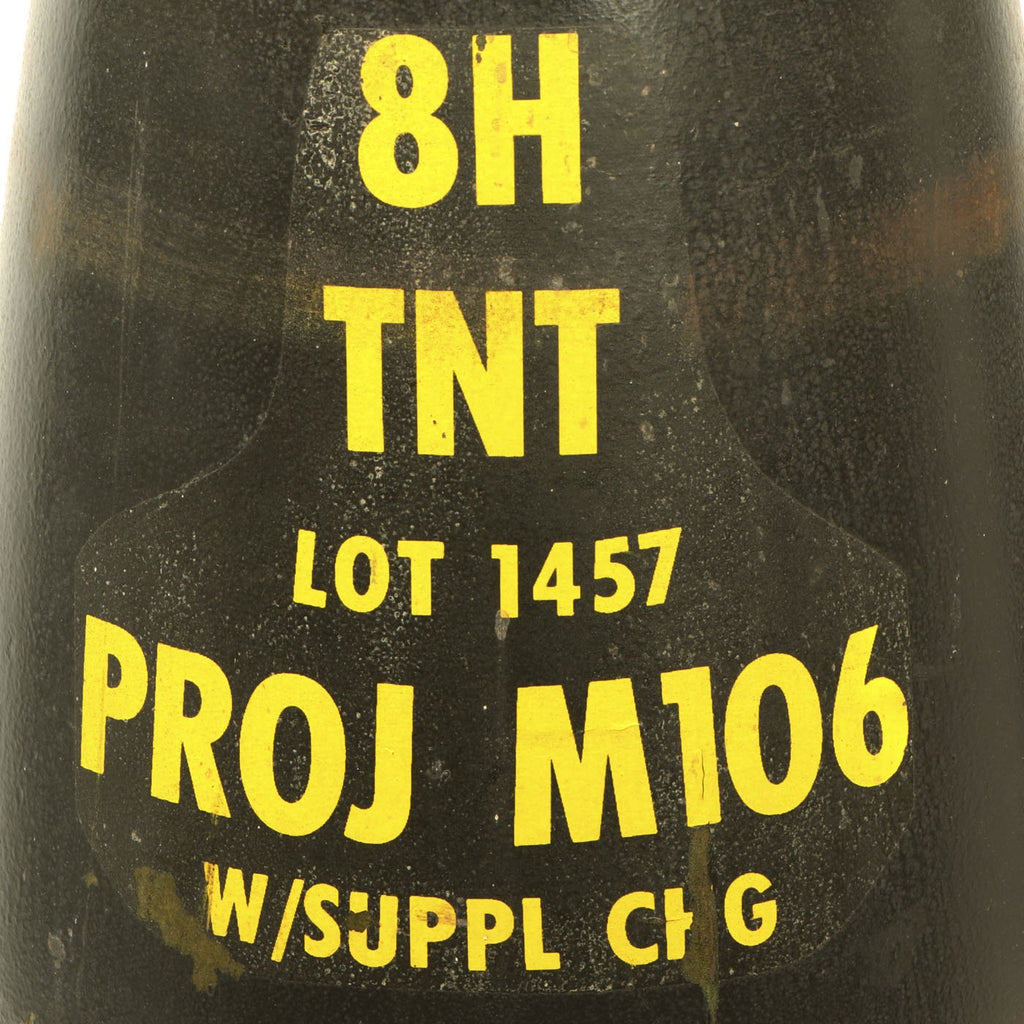 8H
TNT
LOT 1457
PROJ M106
W/SUPPL CHG